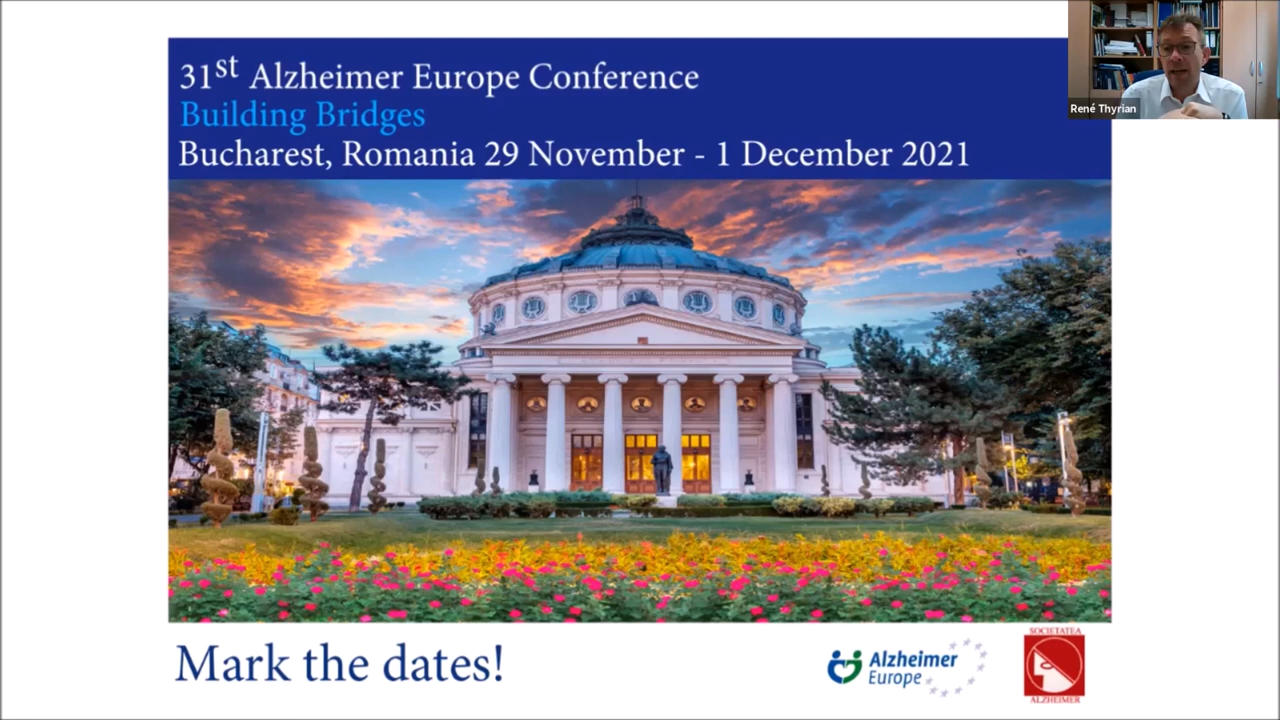 31st Alzheimer Europe Conference
Building Bridges
Bucharest, Romania 29 November - 1 December 2021
René Thyrian
Mark the dates!
Alzheimer
Europe
SOCIETATEA
ALZHEIMER